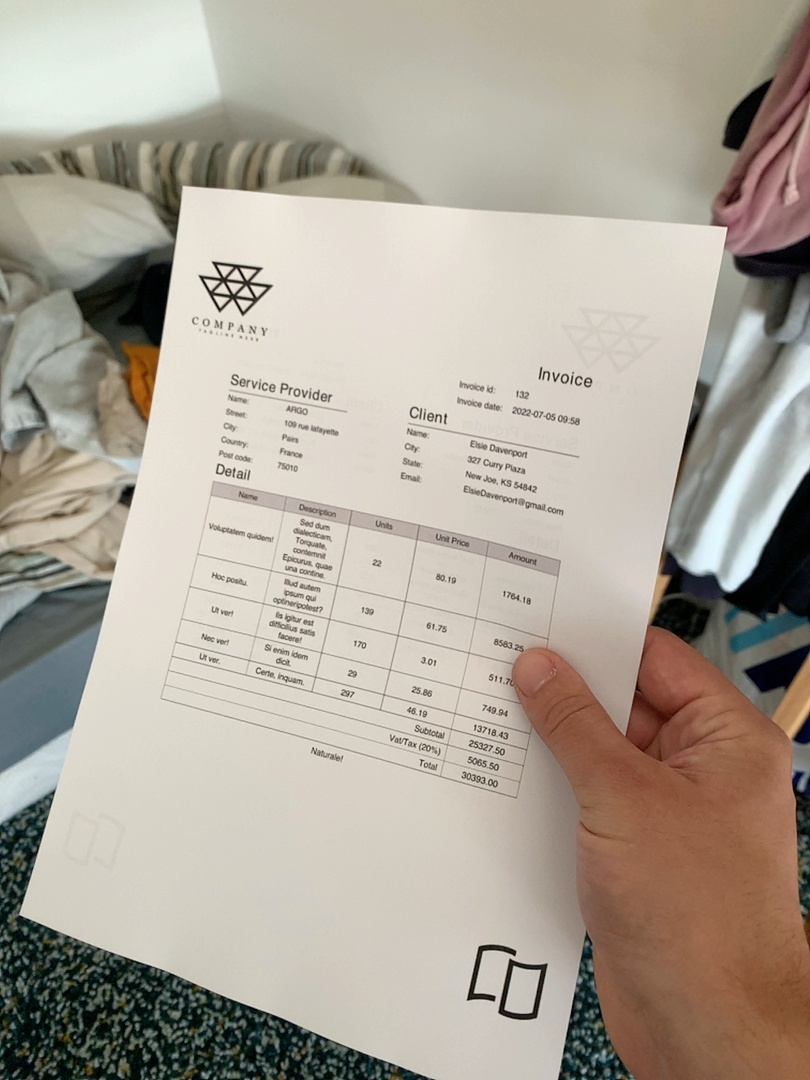 COMPANY
Invoice
Invoice id: 132
Invoice date: 2022-07-05 09:58
Service Provider
Name: ARGO
Street: 109 rue lafayette
City: Pairs
Country: France
Post code: 75010
Client
Name: Elsie Davenport
City: 327 Curry Plaza
State: New Joe, KS 54842
Email: ElsieDavenport@gmail.com
Detail
Name Description Units Unit Price Amount
Voluptatem quidem! Sed dum dialecticam, Torquate, contemnit Epicurus, quae una contine. 22 80.19 1764.18
Hoc positu. Illud autem ipsum qui optineripotest? 139 61.75 8583.25
Ut ver! Iis igitur est difficilius satis facere! 170 3.01 511.70
Nec ver! Si enim idem dicit. 29 25.86 749.94
Ut ver. Certe, inquam. 297 46.19 13718.43
Subtotal 25327.50
Vat/Tax (20%) 5065.50
Total 30393.00
Naturale!